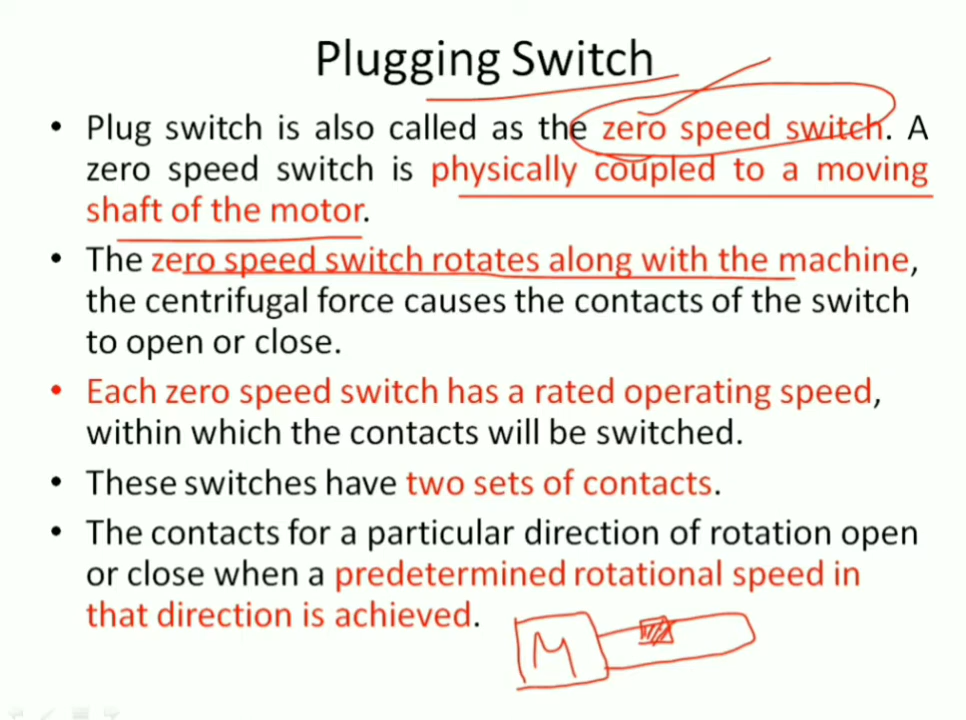 Plugging Switch
• Plug switch is also called as the zero speed switch. A
zero speed switch is physically coupled to a moving
shaft of the motor.
• The zero speed switch rotates along with the machine,
the centrifugal force causes the contacts of the switch
to open or close.
• Each zero speed switch has a rated operating speed,
within which the contacts will be switched.
• These switches have two sets of contacts.
• The contacts for a particular direction of rotation open
or close when a predetermined rotational speed in
that direction is achieved.
M